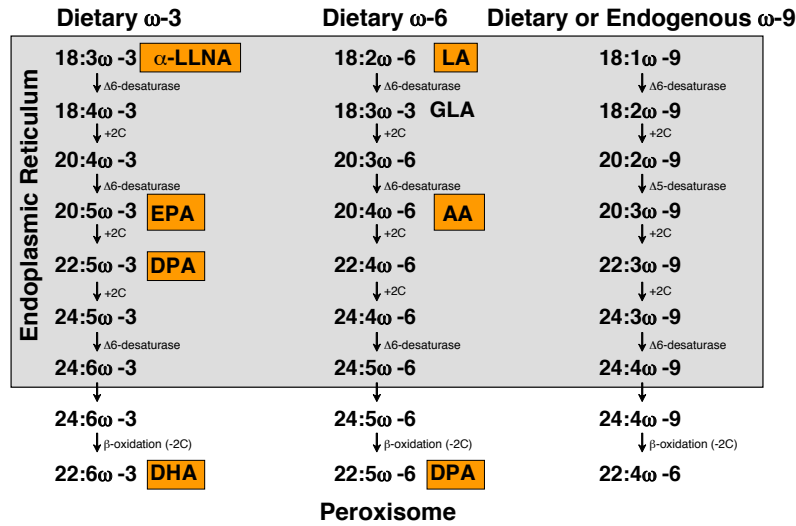 Dietary ω-3 Dietary ω-6 Dietary or Endogenous ω-9
Endoplasmic Reticulum
18:3ω -3 α-LLNA 18:2ω -6 LA 18:1ω -9
Δ6-desaturase Δ6-desaturase Δ6-desaturase
18:4ω -3 18:3ω -3 GLA 18:2ω -9
+2C +2C +2C
20:4ω -3 20:3ω -6 20:2ω -9
Δ6-desaturase Δ6-desaturase Δ5-desaturase
20:5ω -3 EPA 20:4ω -6 AA 20:3ω -9
+2C +2C +2C
22:5ω -3 DPA 22:4ω -6 22:3ω -9
+2C +2C +2C
24:5ω -3 24:4ω -6 24:3ω -9
Δ6-desaturase Δ6-desaturase Δ6-desaturase
24:6ω -3 24:5ω -6 24:4ω -9
24:6ω -3 24:5ω -6 24:4ω -9
β-oxidation (-2C) β-oxidation (-2C) β-oxidation (-2C)
22:6ω -3 DHA 22:5ω -6 DPA 22:4ω -6
Peroxisome